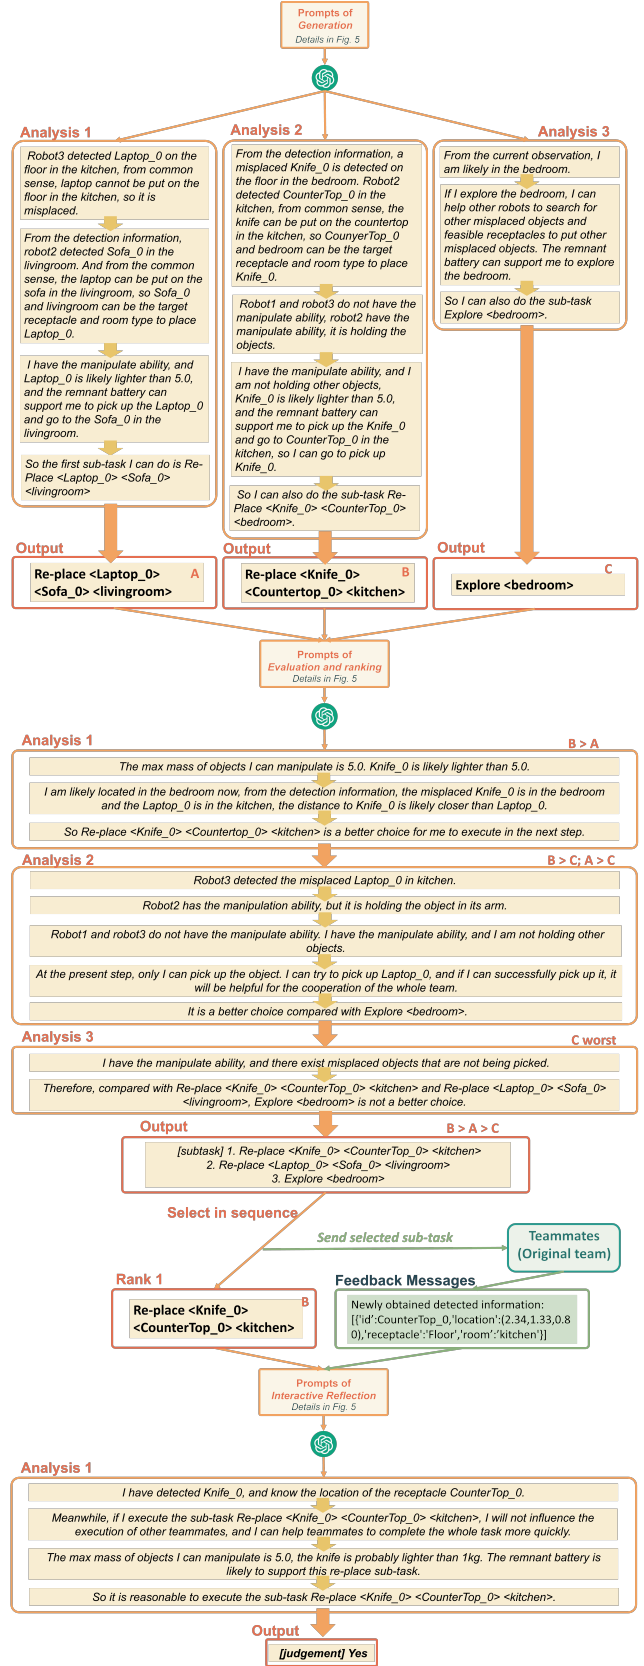 Prompts of
Generation
Details in Fig. 5
Analysis 1
Robot3 detected Laptop_0 on the
floor in the kitchen, from common
sense, laptop cannot be put on the
floor in the kitchen, so it is
misplaced.
From the detection information,
robot2 detected Sofa_0 in the
livingroom. And from the common
sense, the laptop can be put on the
sofa in the livingroom, so Sofa_0
and livingroom can be the target
receptacle and room type to place
Laptop_0.
I have the manipulate ability, and
Laptop_0 is likely lighter than 5.0,
and the remnant battery can
support me to pick up the Laptop_0
and go to the Sofa_0 in the
livingroom.
So the first sub-task I can do is Re-
Place <Laptop_0> <Sofa_0>
<livingroom>
Analysis 2
From the detection information, a
misplaced Knife_0 is detected on
the floor in the bedroom. Robot2
detected CounterTop_0 in the
kitchen, from common sense, the
knife can be put on the countertop
in the kitchen, so CounyerTop_0
and bedroom can be the target
receptacle and room type to place
Knife_0.
Robot1 and robot3 do not have the
manipulate ability, robot2 have the
manipulate ability, it is holding the
objects.
I have the manipulate ability, and I
am not holding other objects,
Knife_0 is likely lighter than 5.0,
and the remnant battery can
support me to pick up the Knife_0
and go to CounterTop_0 in the
kitchen, so I can go to pick up
Knife_0.
So I can also do the sub-task Re-
Place <Knife_0> <CounterTop_0>
<bedroom>.
Analysis 3
From the current observation, I
am likely in the bedroom.
If I explore the bedroom, I can
help other robots to search for
other misplaced objects and
feasible receptacles to put other
misplaced objects. The remnant
battery can support me to explore
the bedroom.
So I can also do the sub-task
Explore <bedroom>.
Output
Re-place <Laptop_0>
<Sofa_0> <livingroom>
A
Output
Re-place <Knife_0>
<Countertop_0> <kitchen>
B
Output
Explore <bedroom>
C
Prompts of
Evaluation and ranking
Details in Fig. 5
Analysis 1
B > A
The max mass of objects I can manipulate is 5.0. Knife_0 is likely lighter than 5.0.
I am likely located in the bedroom now, from the detection information, the misplaced Knife_0 is in the bedroom
and the Laptop_0 is in the kitchen, the distance to Knife_0 is likely closer than Laptop_0.
So Re-place <Knife_0> <Countertop_0> <kitchen> is a better choice for me to execute in the next step.
Analysis 2
B > C; A > C
Robot3 detected the misplaced Laptop_0 in kitchen.
Robot2 has the manipulation ability, but it is holding the object in its arm.
Robot1 and robot3 do not have the manipulate ability. I have the manipulate ability, and I am not holding other
objects.
At the present step, only I can pick up the object. I can try to pick up Laptop_0, and if I can successfully pick up it, it
will be helpful for the cooperation of the whole team.
It is a better choice compared with Explore <bedroom>.
Analysis 3
C worst
I have the manipulate ability, and there exist misplaced objects that are not being picked.
Therefore, compared with Re-place <Knife_0> <CounterTop_0> <kitchen> and Re-place <Laptop_0> <Sofa_0>
<livingroom>, Explore <bedroom> is not a better choice.
Output
B > A > C
[subtask] 1. Re-place <Knife_0> <CounterTop_0> <kitchen>
2. Re-place <Laptop_0> <Sofa_0> <livingroom>
3. Explore <bedroom>
Select in sequence
Send selected sub-task
Teammates
(Original team)
Rank 1
Re-place <Knife_0>
<CounterTop_0> <kitchen>
B
Feedback Messages
Newly obtained detected information:
[{'id':CounterTop_0,'location':(2.34,1.33,0.8
0),'receptacle':'Floor','room':'kitchen'}]
Prompts of
Interactive Reflection
Details in Fig. 5
Analysis 1
I have detected Knife_0, and know the location of the receptacle CounterTop_0.
Meanwhile, if I execute the sub-task Re-place <Knife_0> <CounterTop_0> <kitchen>, I will not influence the
execution of other teammates, and I can help teammates to complete the whole task more quickly.
The max mass of objects I can manipulate is 5.0, the knife is probably lighter than 1kg. The remnant battery is
likely to support this re-place sub-task.
So it is reasonable to execute the sub-task Re-place <Knife_0> <CounterTop_0> <kitchen>.
Output
[judgement] Yes